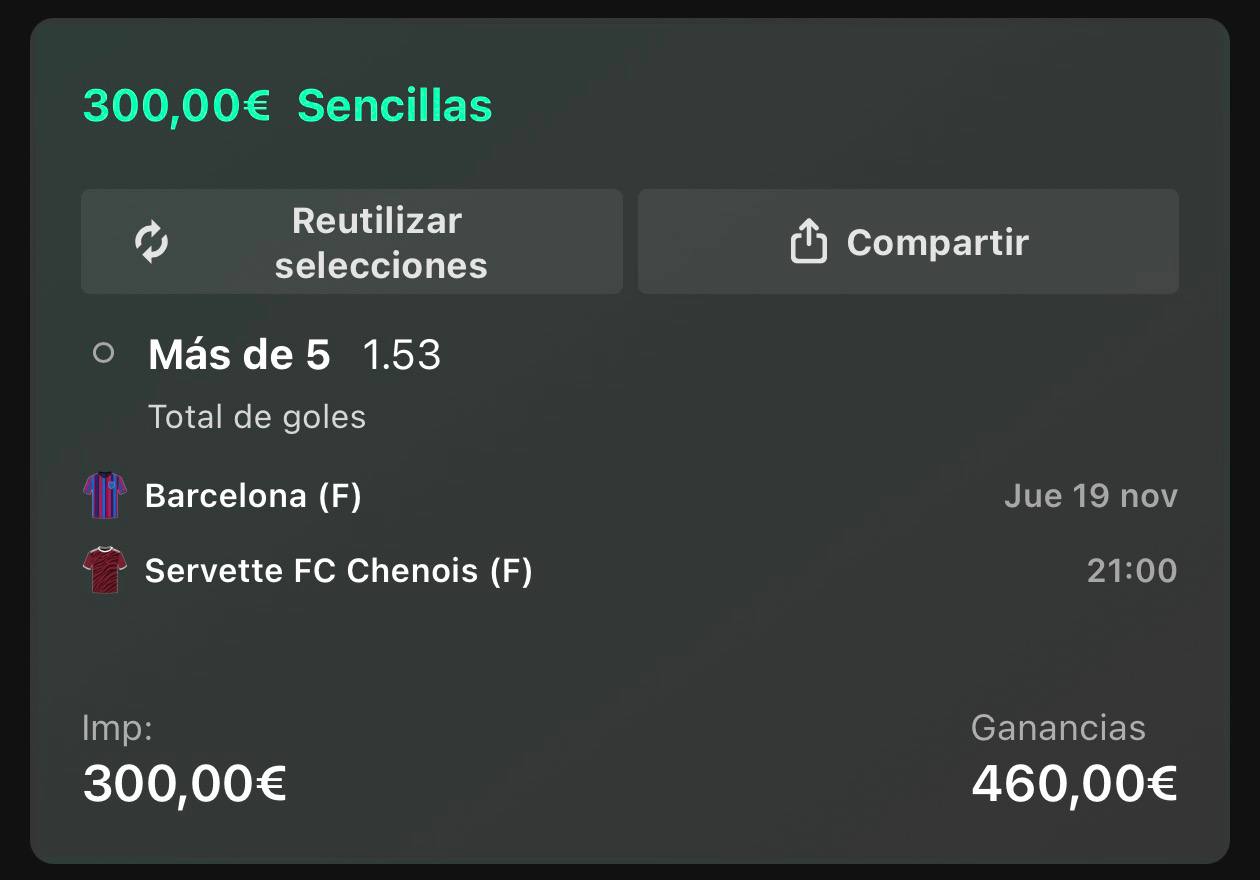 300,00€ Sencillas
Reutilizar
selecciones
Compartir
Más de 5 1.53
Total de goles
Barcelona (F)
Jue 19 nov
Servette FC Chenois (F)
21:00
Imp:
Ganancias
300,00€
460,00€